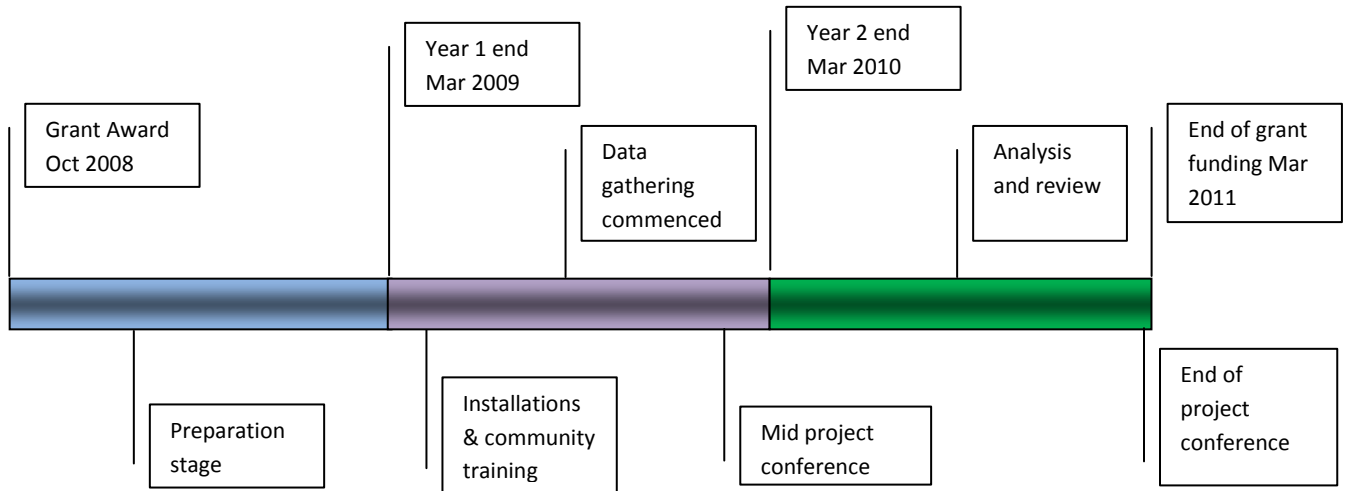 Grant Award
Oct 2008
Year 1 end
Mar 2009
Data
gathering
commenced
Year 2 end
Mar 2010
Analysis
and review
End of grant
funding Mar
2011
Preparation
stage
Installations
& community
training
Mid project
conference
End of
project
conference